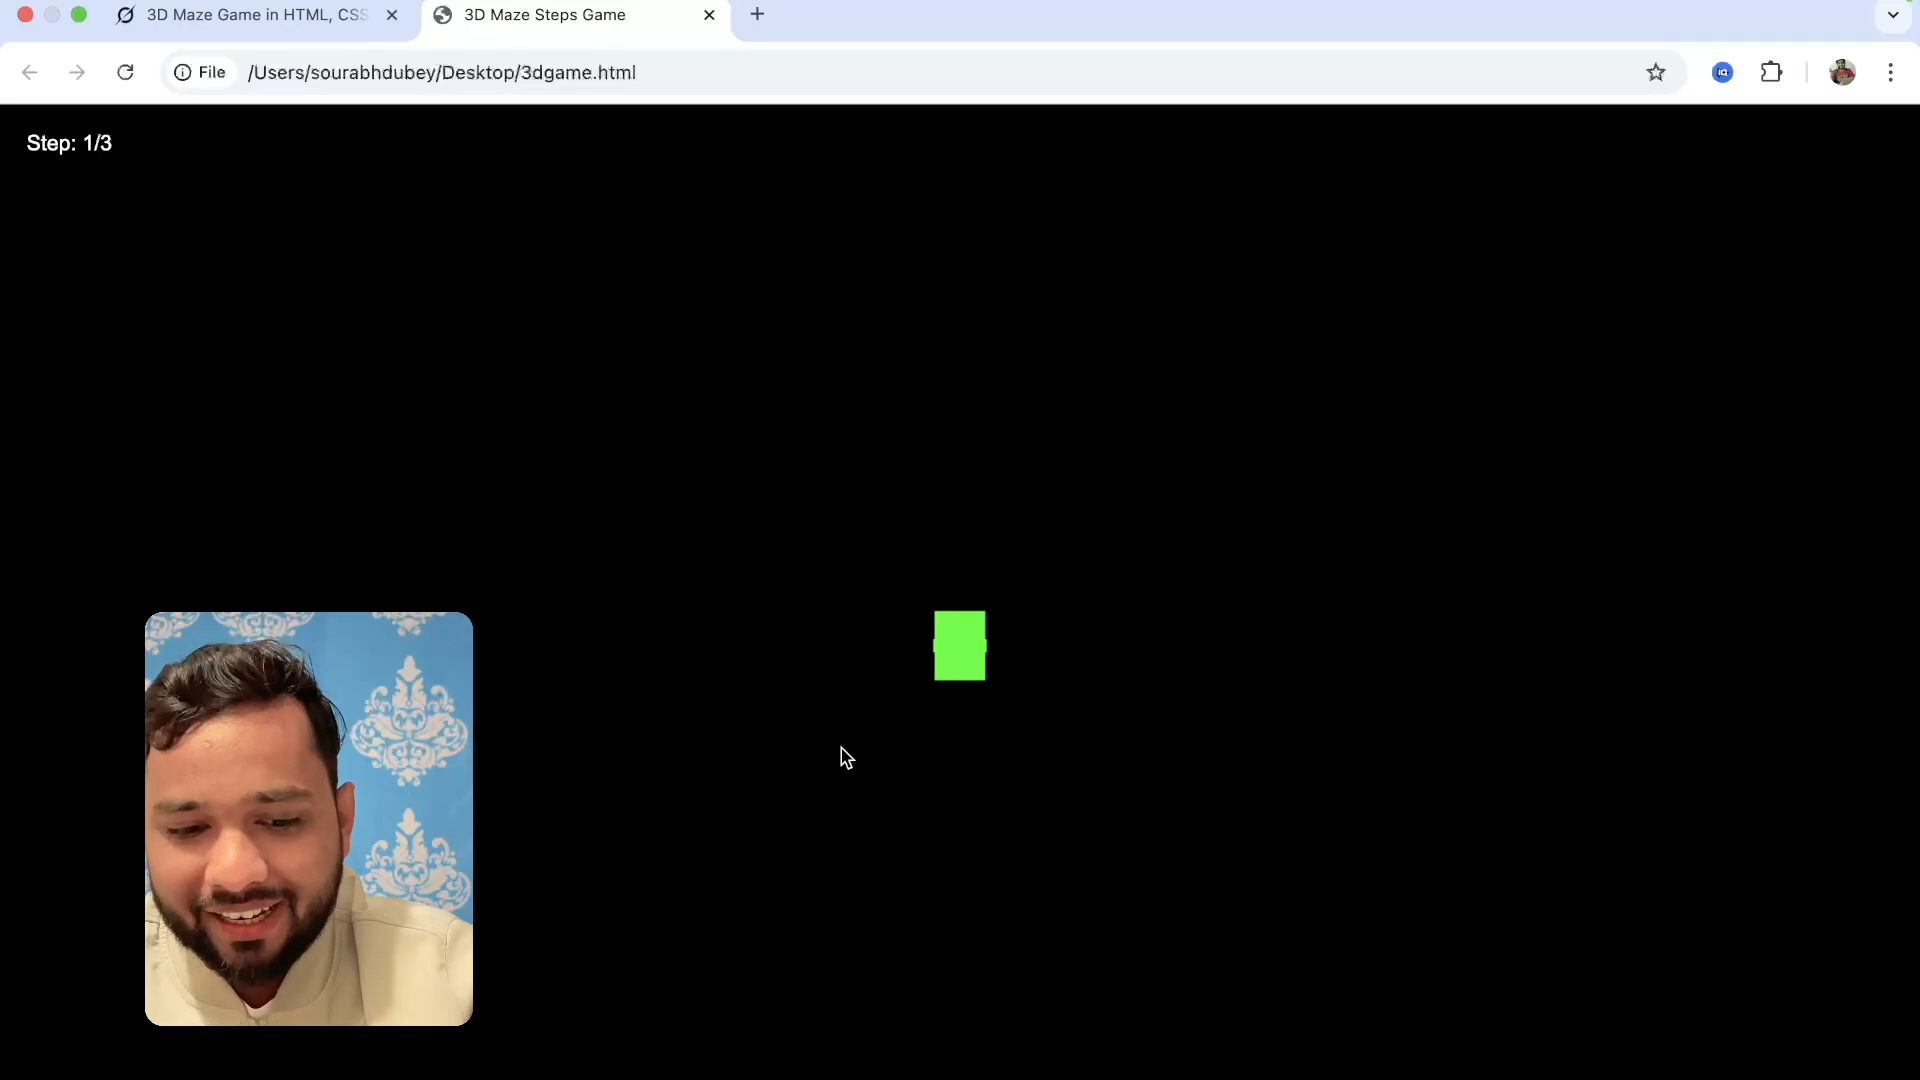 3D Maze Game in HTML, CSS
3D Maze Steps Game
File
/Users/sourabhdubey/Desktop/3dgame.html
Step: 1/3